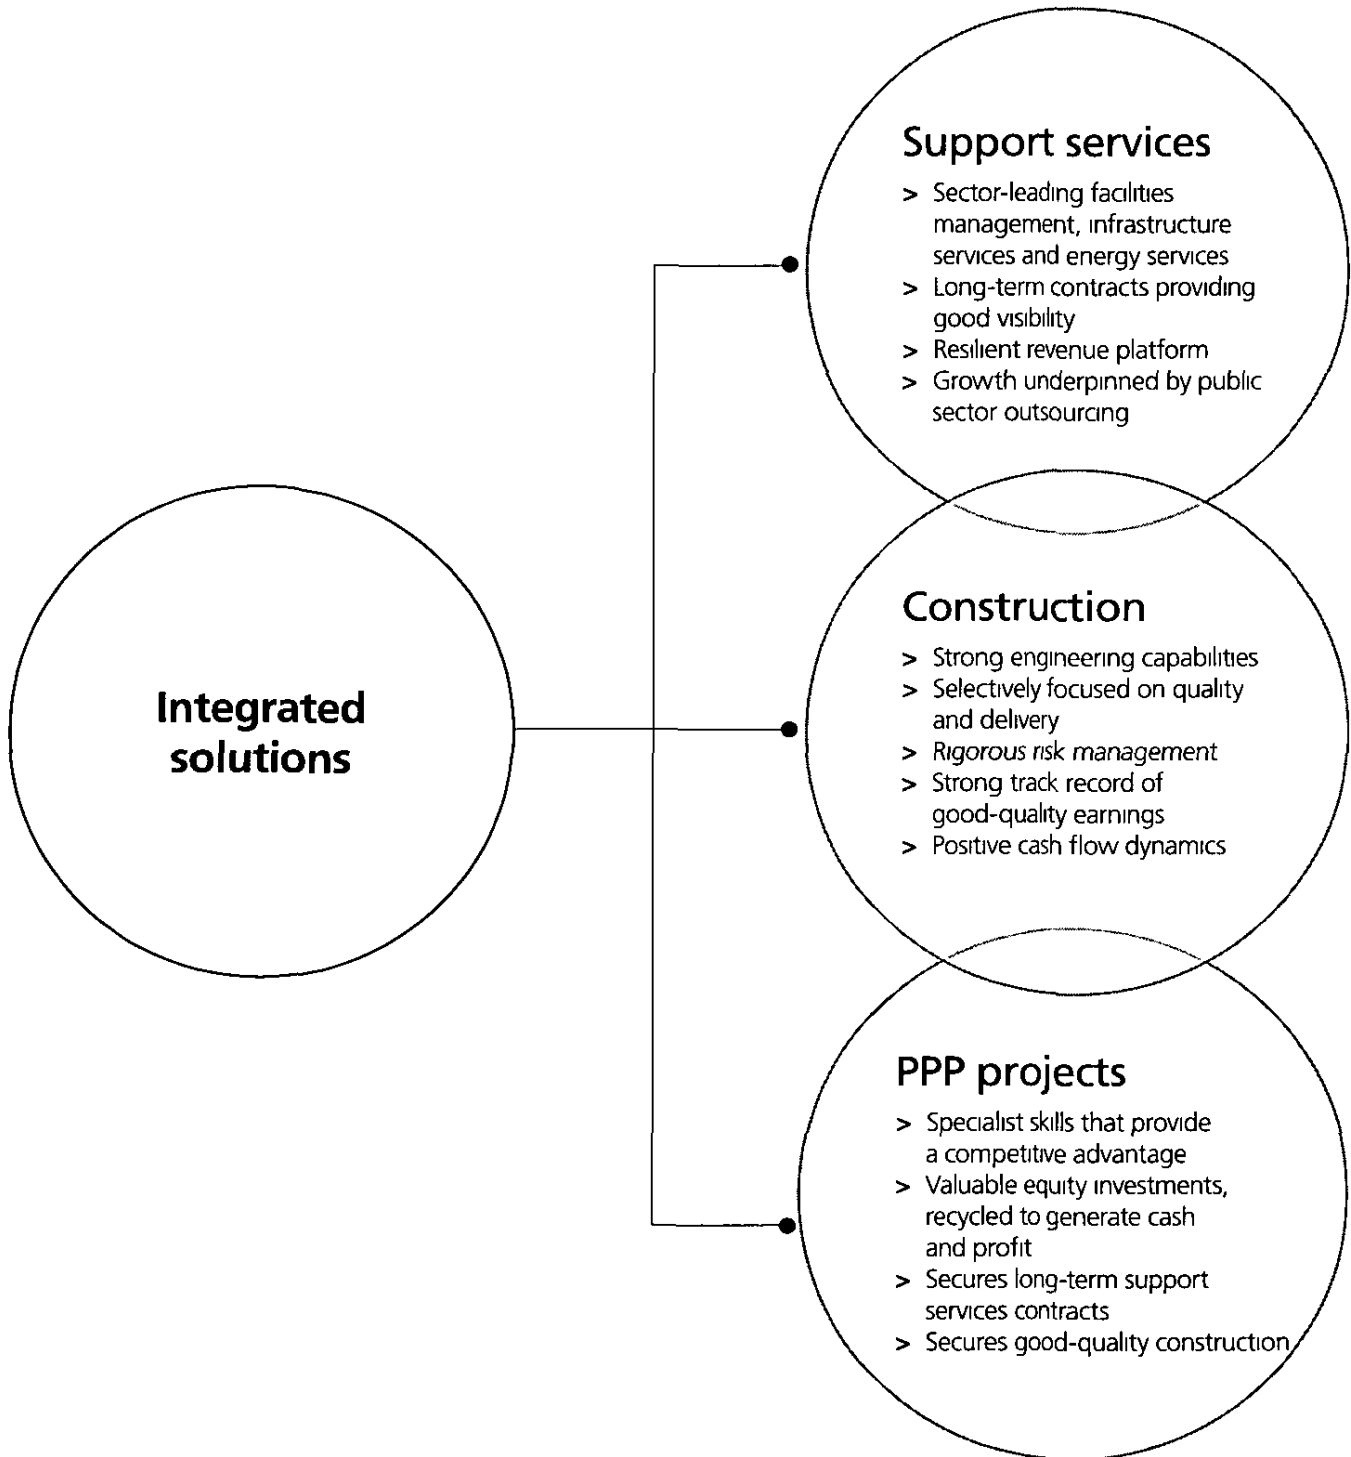 Support services
> Sector-leading facilities
management, infrastructure
services and energy services
> Long-term contracts providing
good visibility
> Resilient revenue platform
> Growth underpinned by public
sector outsourcing
Integrated
solutions
Construction
> Strong engineering capabilities
> Selectively focused on quality
and delivery
> Rigorous risk management
> Strong track record of
good-quality earnings
> Positive cash flow dynamics
PPP projects
> Specialist skills that provide
a competitive advantage
> Valuable equity investments,
recycled to generate cash
and profit
> Secures long-term support
services contracts
> Secures good-quality construction